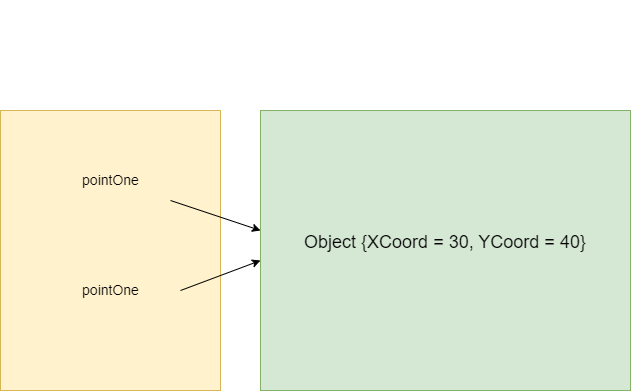 pointOne
Object {XCoord = 30, YCoord = 40}
pointOne